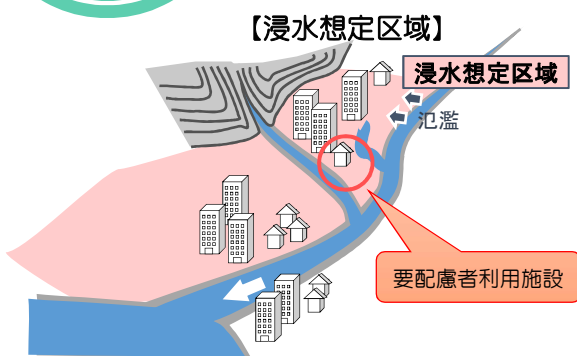 【浸水想定区域】
浸水想定区域
氾濫
要配慮者利用施設